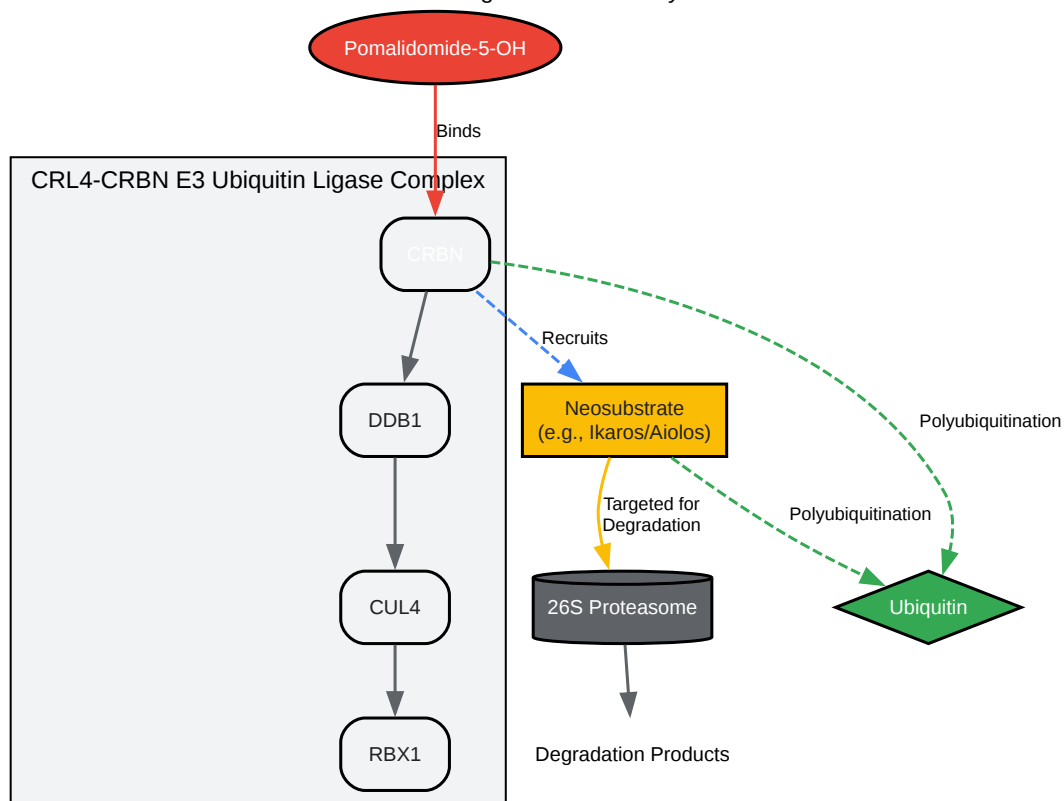 Pomalidomide-5-OH
Binds
CRL4-CRBN E3 Ubiquitin Ligase Complex
CRBN
Recruits
DDB1
Neosubstrate
(e.g., Ikaros/Aiolos)
Polyubiquitination
Targeted for
Degradation
Polyubiquitination
CUL4
26S Proteasome
Ubiquitin
RBX1
Degradation Products